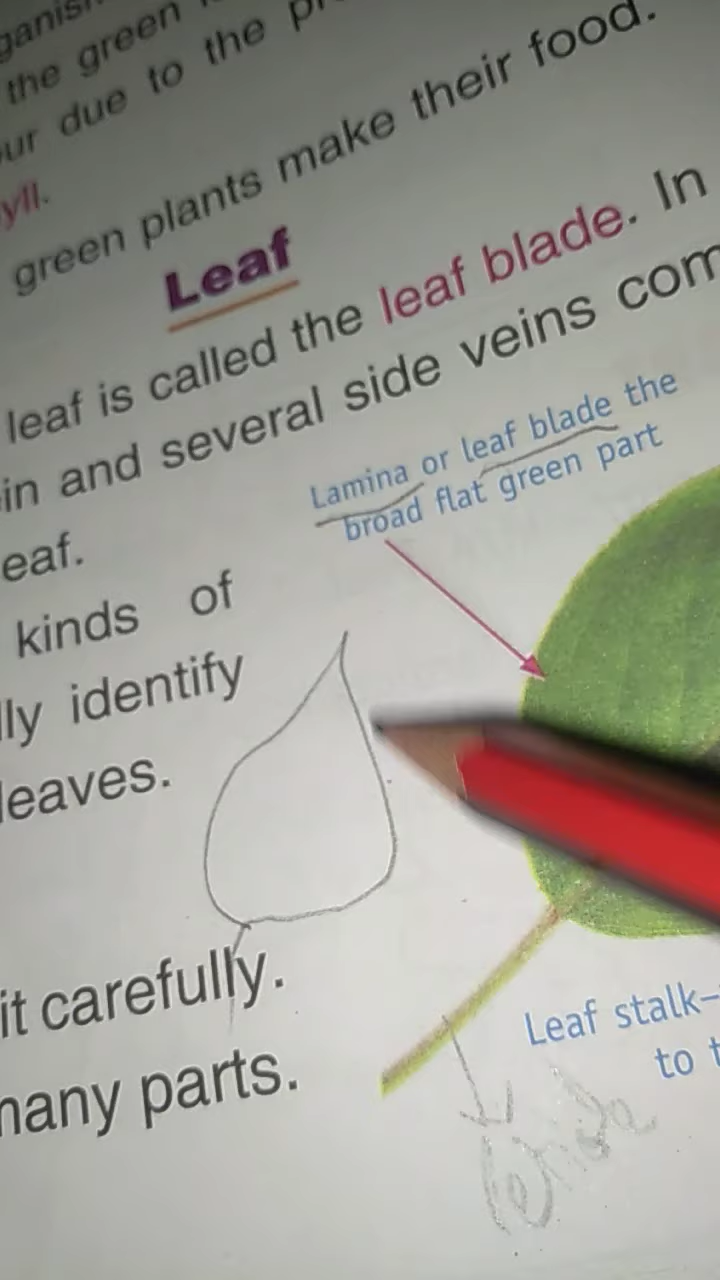 the green
ur due to the
yll.
green plants make their food.
Leaf
leaf is called the leaf blade. In
in and several side veins com
eaf.
Lamina or leaf blade the
broad flat green part
kinds of
lly identify
leaves.
it carefully.
many parts.
Leaf stalk–
to t